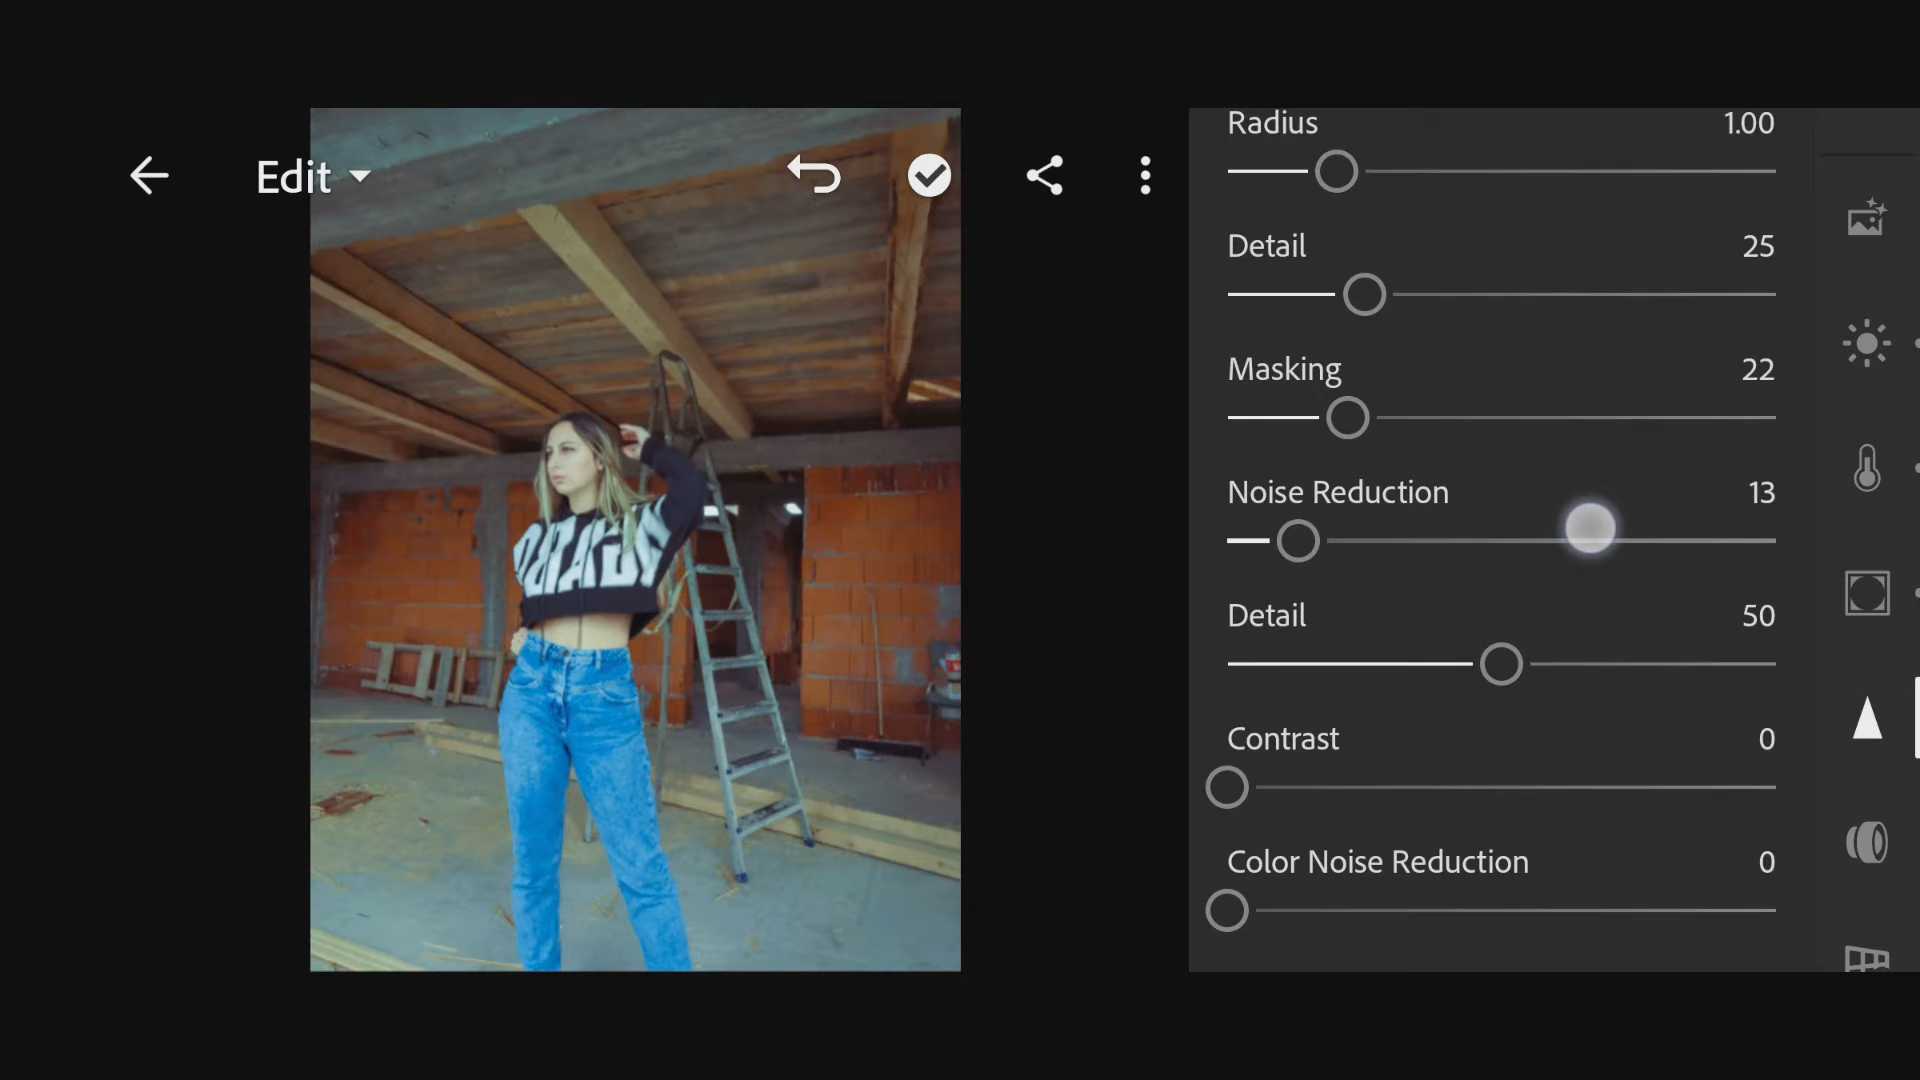 Edit
Radius 1.00
Detail 25
Masking 22
Noise Reduction 13
Detail 50
Contrast 0
Color Noise Reduction 0